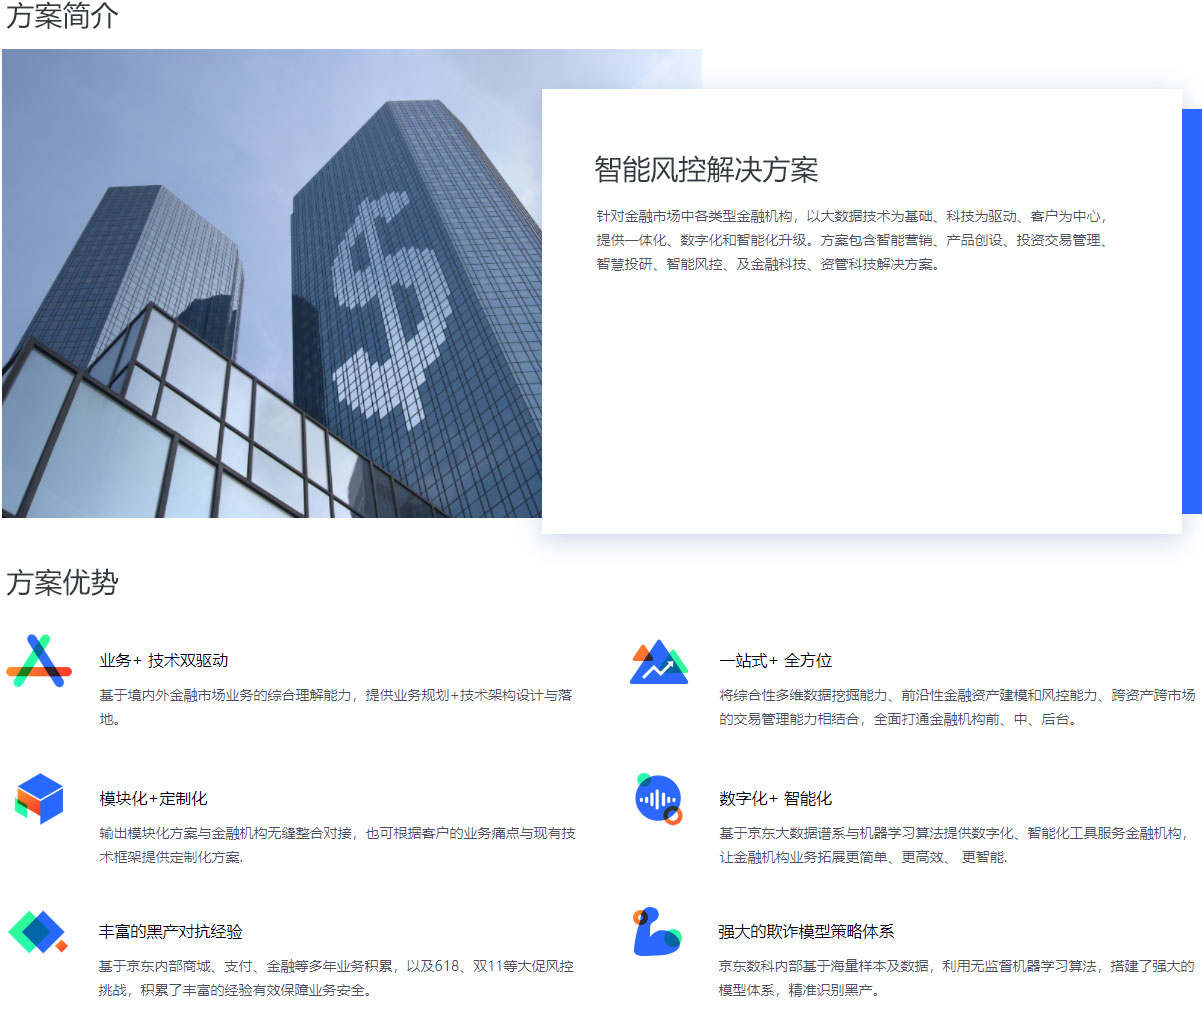 方案简介
智能风控解决方案
针对金融市场中各类型金融机构，以大数据技术为基础、科技为驱动、客户为中心，
提供一体化、数字化和智能化升级。方案包含智能营销、产品创设、投资交易管理、
智慧投研、智能风控、及金融科技、资管科技解决方案。
方案优势
业务+ 技术双驱动
基于境内外金融市场业务的综合理解能力，提供业务规划+技术架构设计与落
地。
一站式+ 全方位
将综合性多维数据挖掘能力、前沿性金融资产建模和风控能力、跨资产跨市场
的交易管理能力相结合，全面打通金融机构前、中、后台。
模块化+定制化
输出模块化方案与金融机构无缝整合对接，也可根据客户的业务痛点与现有技
术框架提供定制化方案.
数字化+ 智能化
基于京东大数据谱系与机器学习算法提供数字化、智能化工具服务金融机构，
让金融机构业务拓展更简单、更高效、 更智能.
丰富的黑产对抗经验
基于京东内部商城、支付、金融等多年业务积累，以及618、双11等大促风控
挑战，积累了丰富的经验有效保障业务安全。
强大的欺诈模型策略体系
京东数科内部基于海量样本及数据，利用无监督机器学习算法，搭建了强大的
模型体系，精准识别黑产。